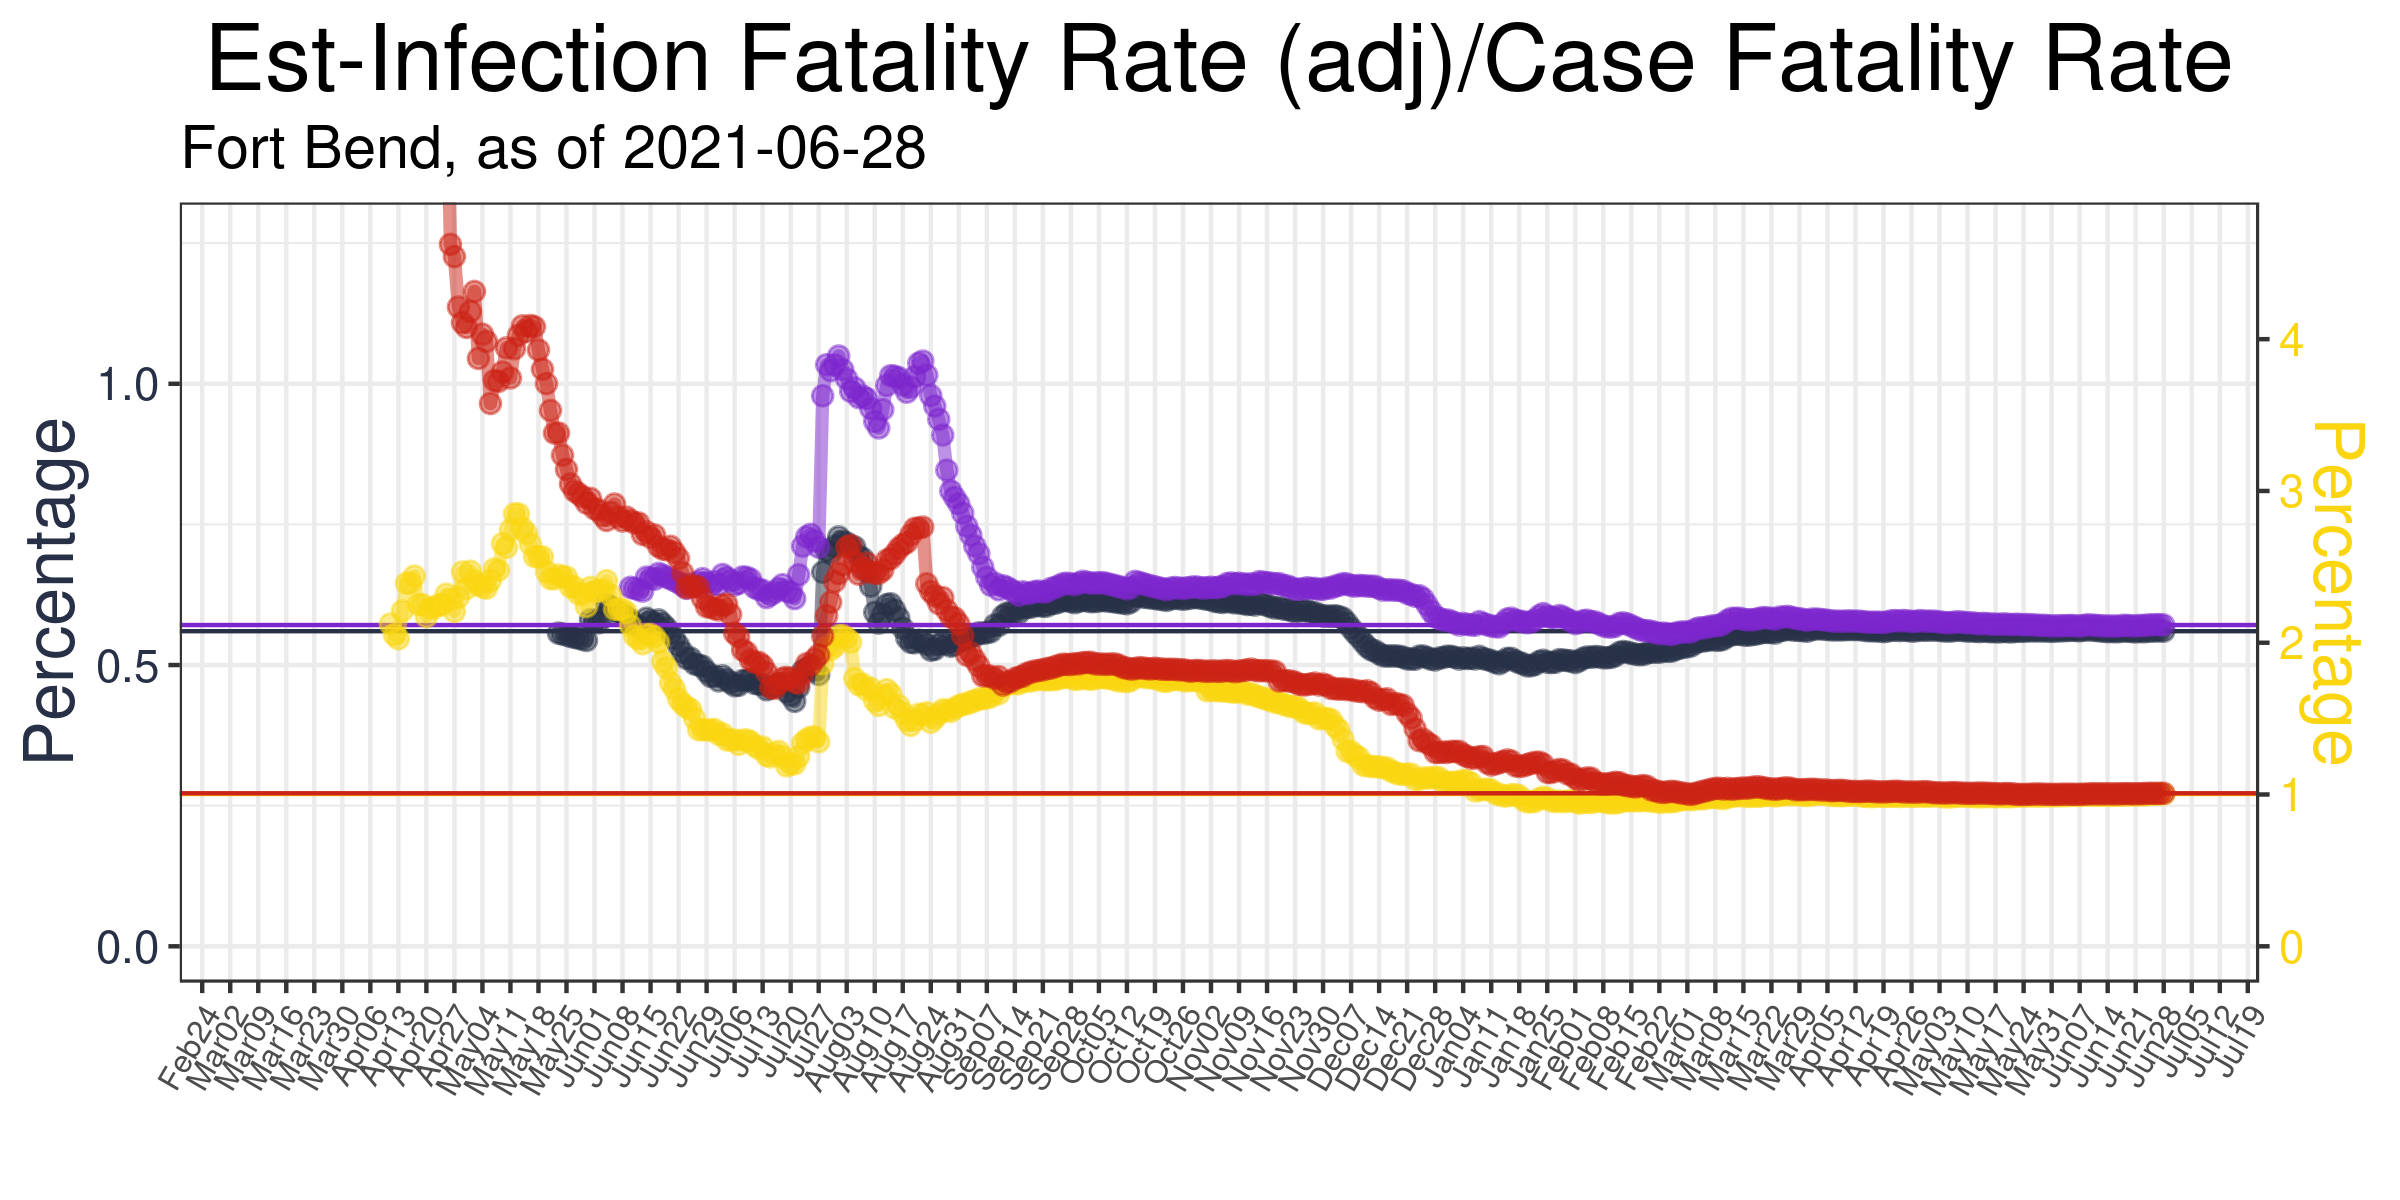 Est-Infection Fatality Rate (adj)/Case Fatality Rate
Fort Bend, as of 2021-06-28
Percentage
1.0
0.5
0.0
4
3
2
1
0
Percentage
Feb24
Mar02
Mar09
Mar16
Mar23
Mar30
Apr06
Apr13
Apr20
Apr27
May04
May11
May18
May25
Jun01
Jun08
Jun15
Jun22
Jun29
Jul06
Jul13
Jul20
Jul27
Aug03
Aug10
Aug17
Aug24
Aug31
Sep07
Sep14
Sep21
Sep28
Oct05
Oct12
Oct19
Oct26
Nov02
Nov09
Nov16
Nov23
Nov30
Dec07
Dec14
Dec21
Dec28
Jan04
Jan11
Jan18
Jan25
Feb01
Feb08
Feb15
Feb22
Mar01
Mar08
Mar15
Mar22
Mar29
Apr05
Apr12
Apr19
Apr26
May03
May10
May17
May24
May31
May07
Jun14
Jun21
Jun28
Jul05
Jul12
Jul19